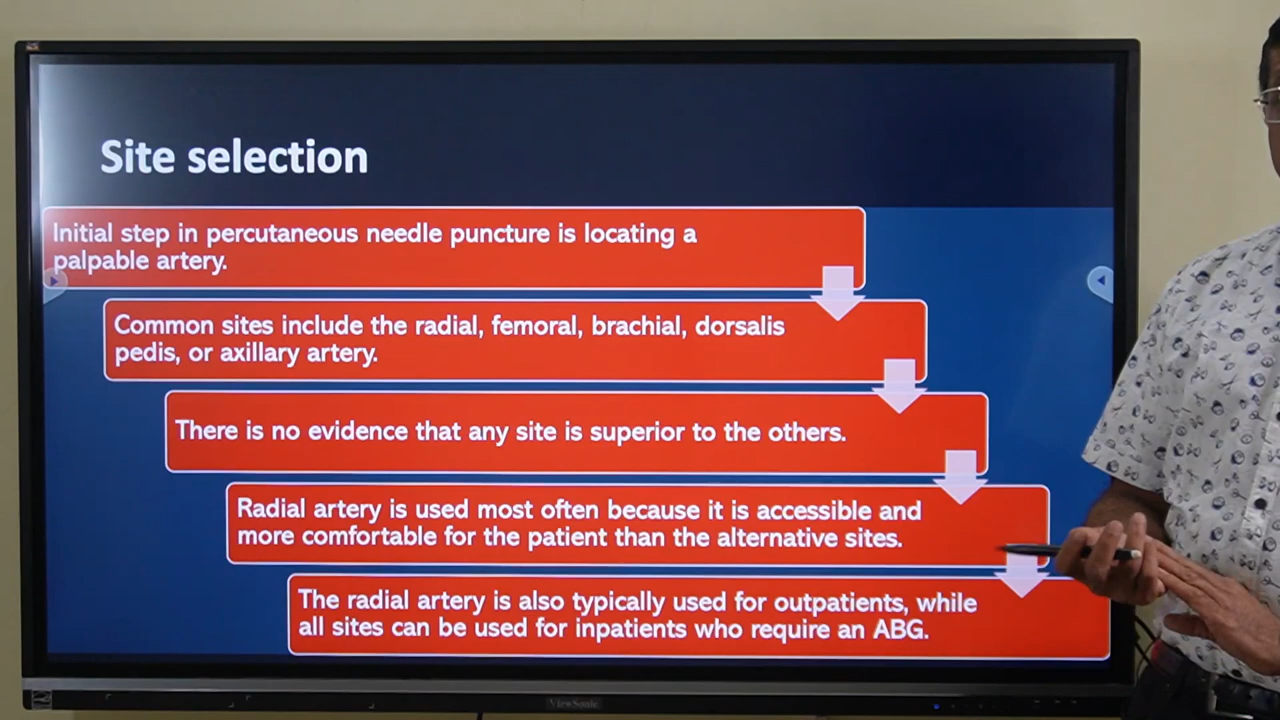 Site selection
Initial step in percutaneous needle puncture is locating a
palpable artery.
Common sites include the radial, femoral, brachial, dorsalis
pedis, or axillary artery.
There is no evidence that any site is superior to the others.
Radial artery is used most often because it is accessible and
more comfortable for the patient than the alternative sites.
The radial artery is also typically used for outpatients, while
all sites can be used for inpatients who require an ABG.
ViewSonic